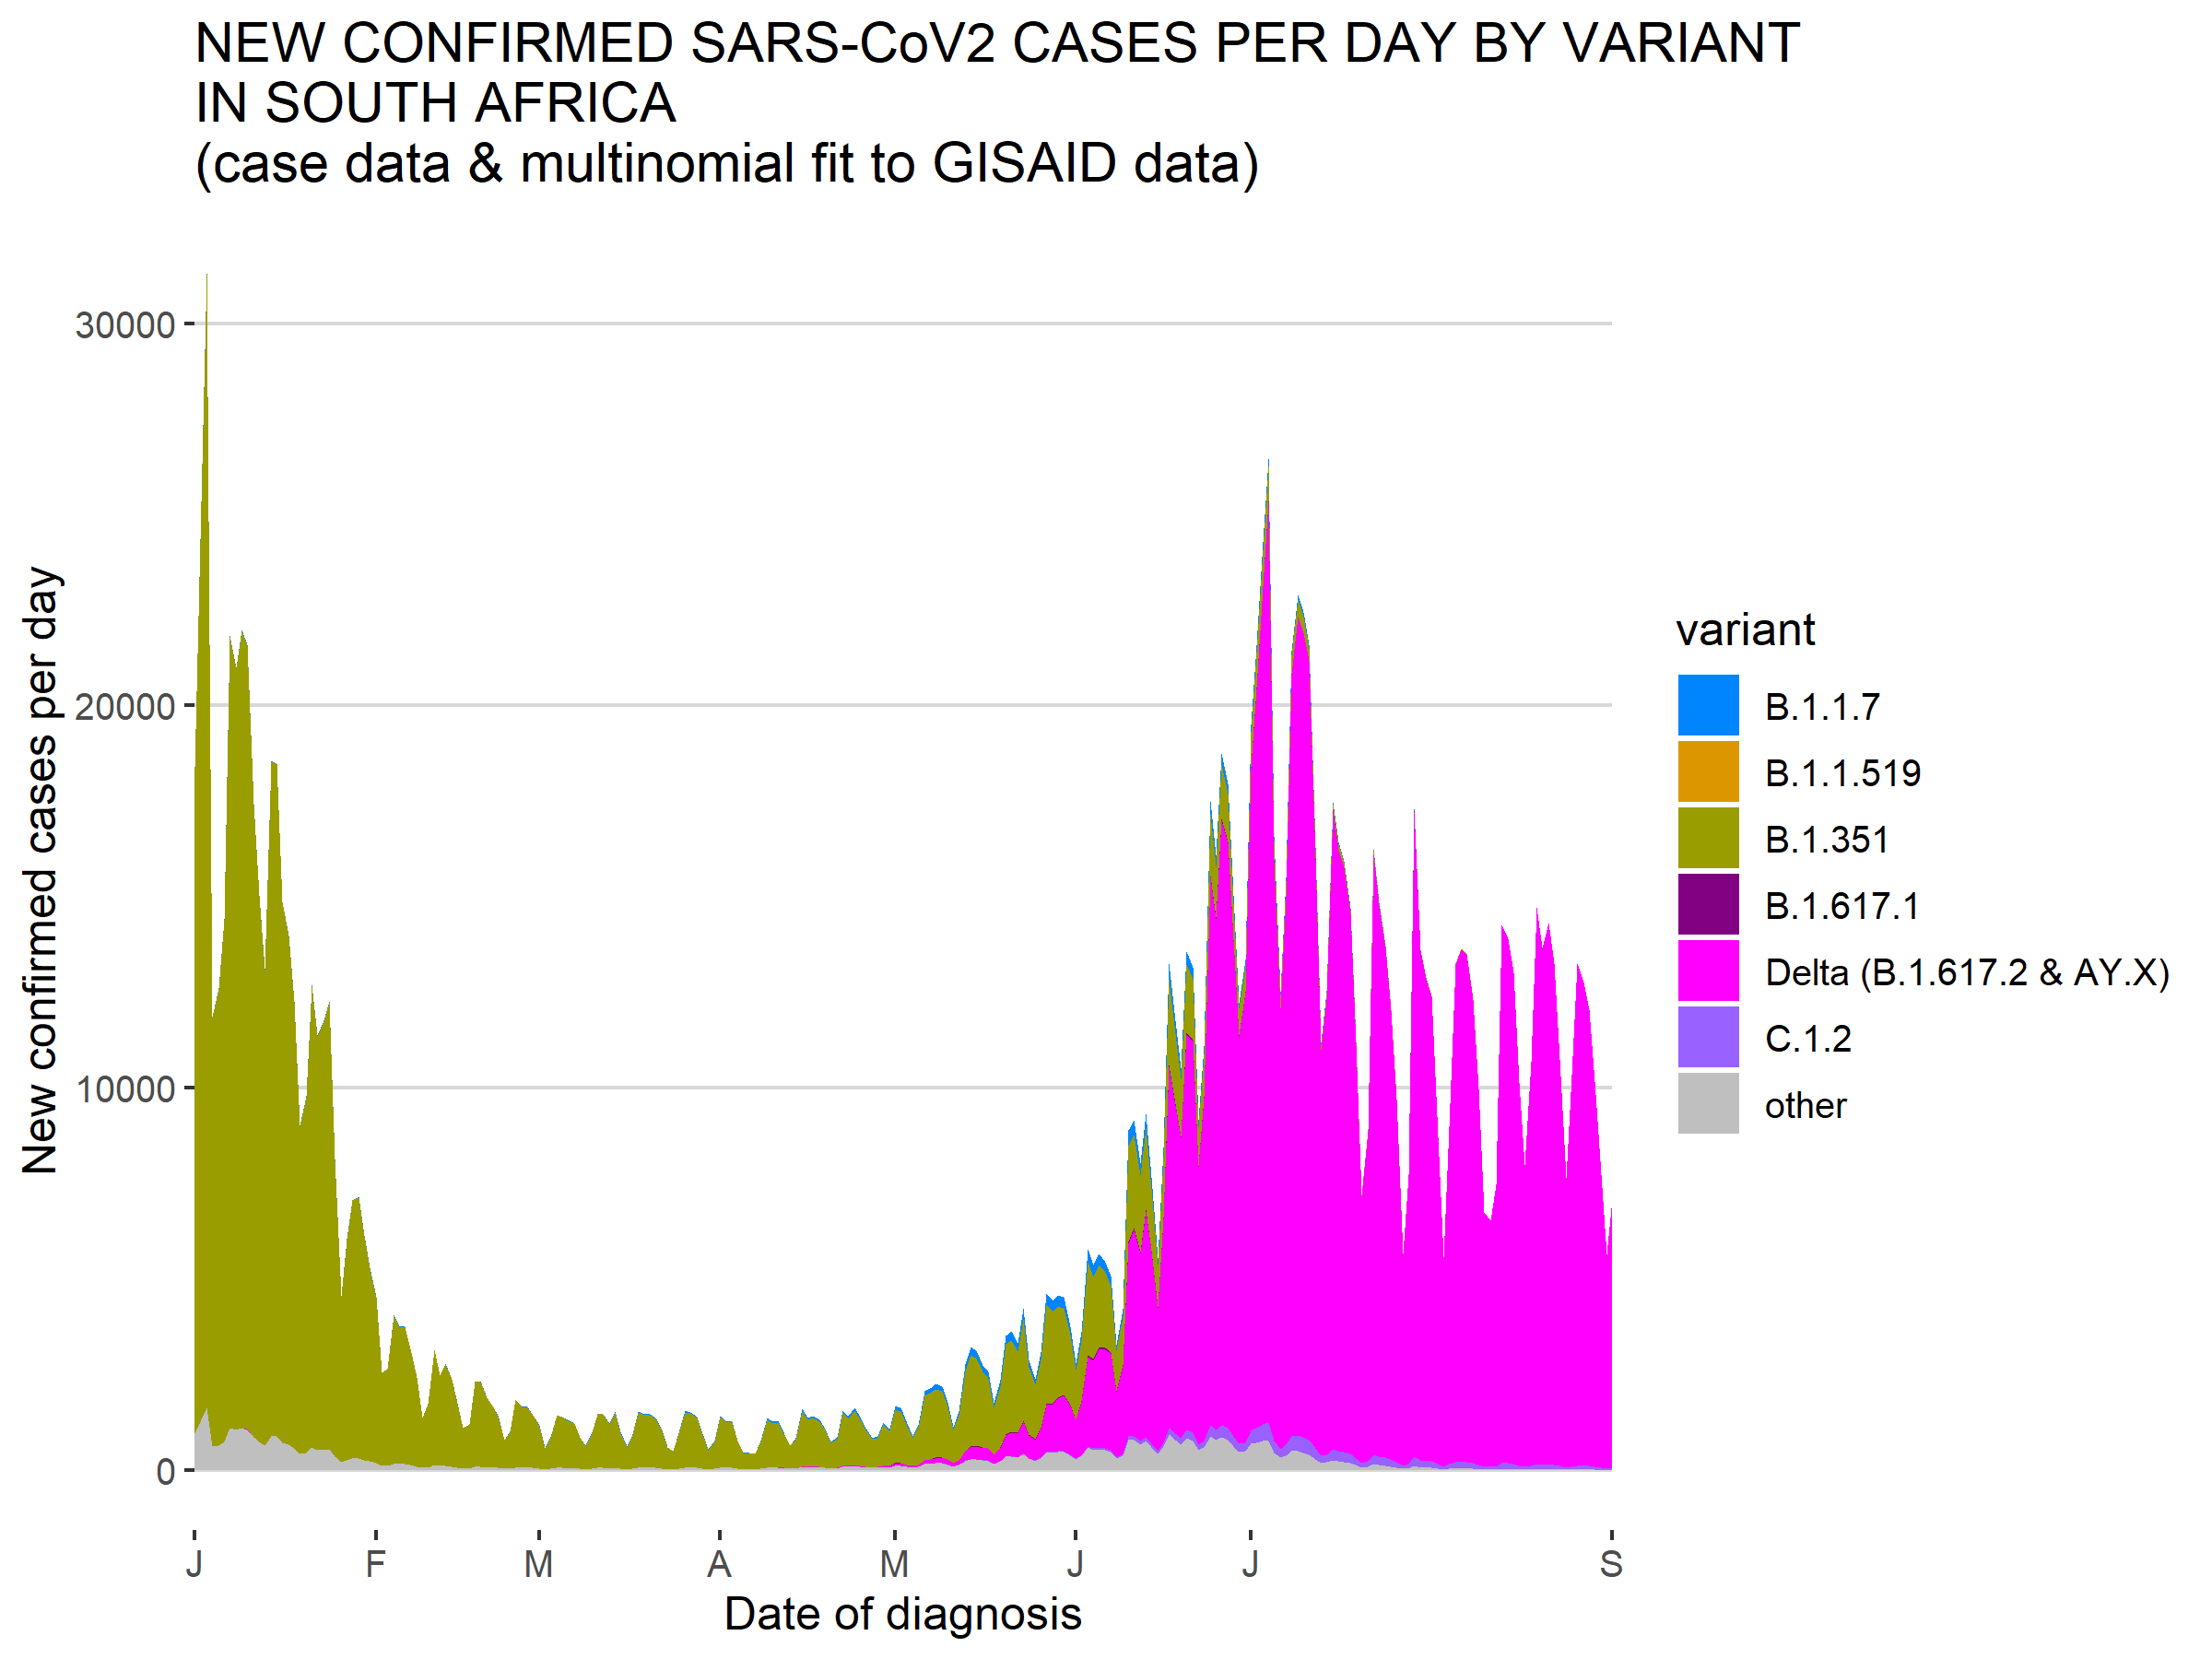 NEW CONFIRMED SARS-CoV2 CASES PER DAY BY VARIANT
IN SOUTH AFRICA
(case data & multinomial fit to GISAID data)
New confirmed cases per day
30000
20000
10000
0
J F M A M J J S
Date of diagnosis
variant
B.1.1.7
B.1.1.519
B.1.351
B.1.617.1
Delta (B.1.617.2 & AY.X)
C.1.2
other